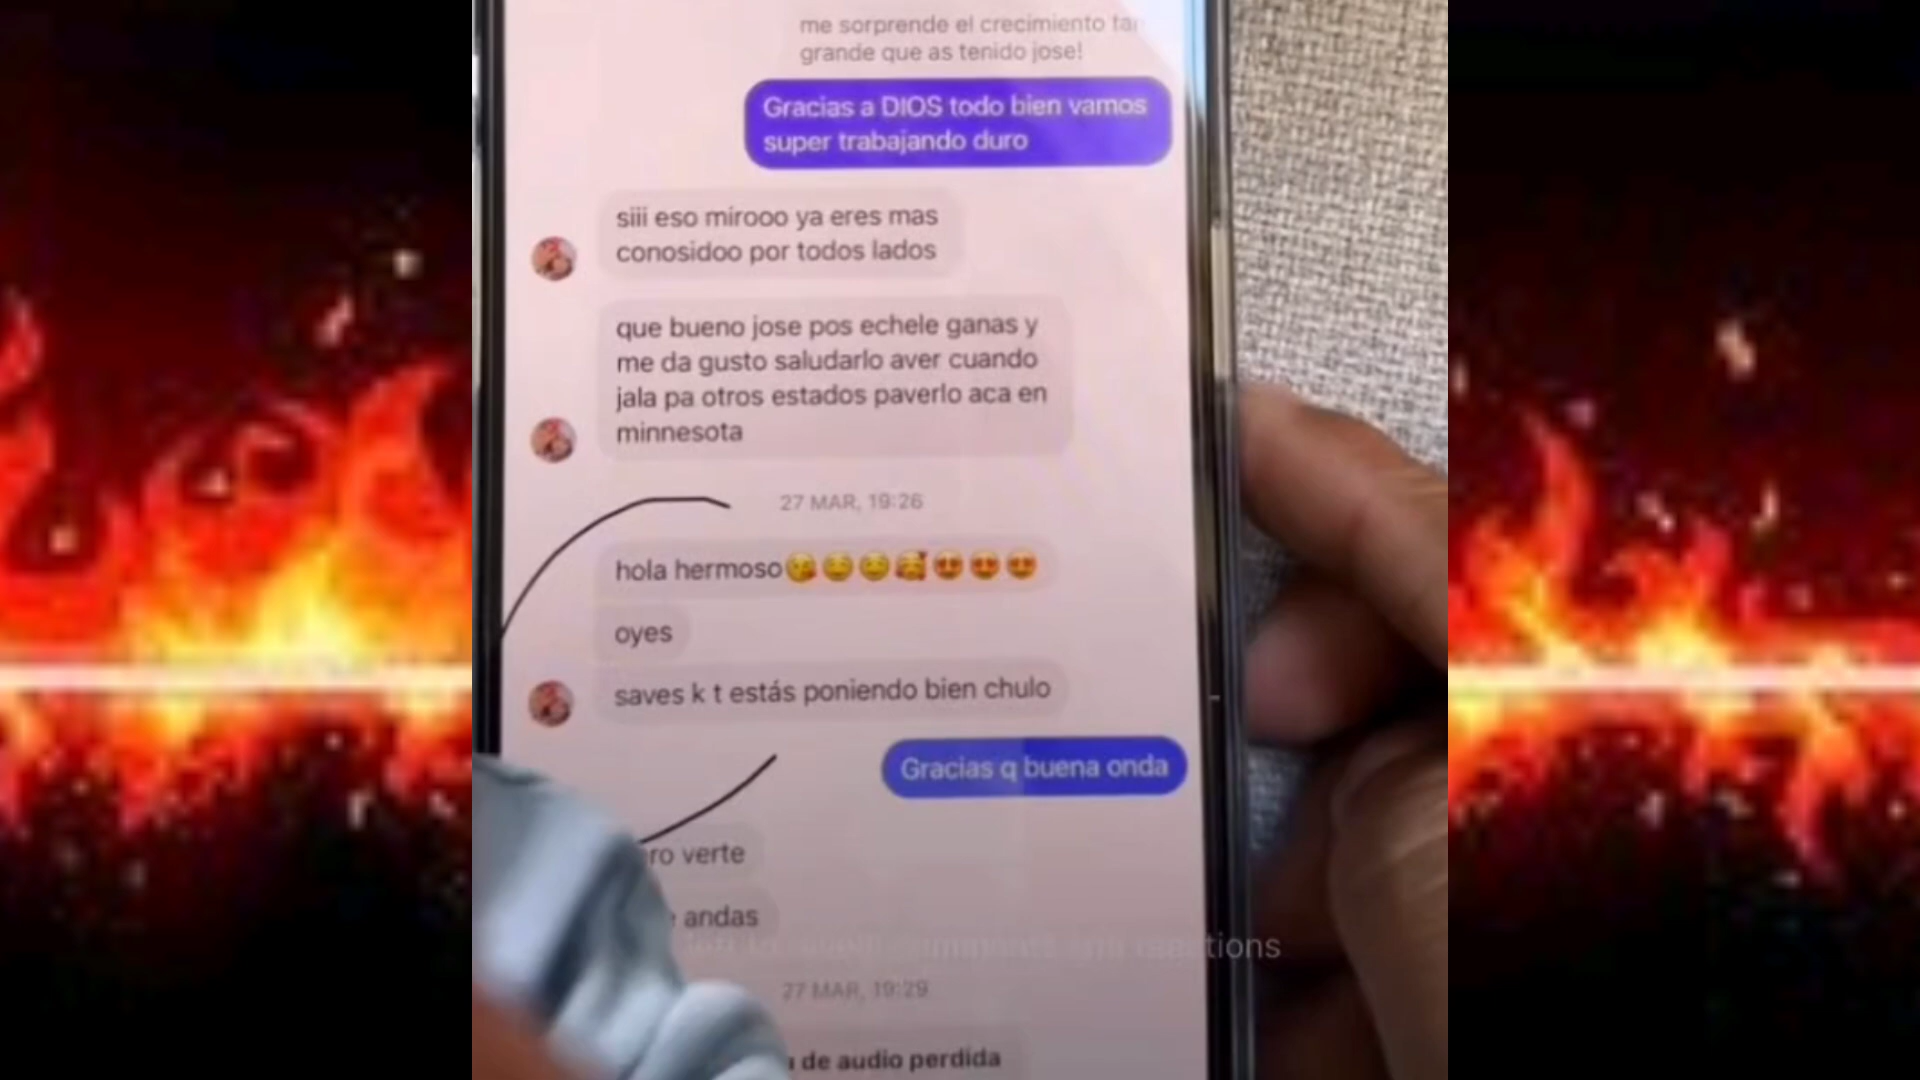 me sorprende el crecimiento
grande que as tenido jose!
Gracias a DIOS todo bien vamos
super trabajando duro
siii eso mirooo ya eres mas
conosidoo por todos lados
que bueno jose pos echele ganas y
me da gusto saludarlo aver cuando
jala pa otros estados paverlo aca en
minnesota
27 MAR, 19:26
hola hermoso😘😏😏🥰😍😍😍
oyes
saves k t estás poniendo bien chulo
Gracias q buena onda
verte
andas
27 MAR, 19:29
de audio perdida